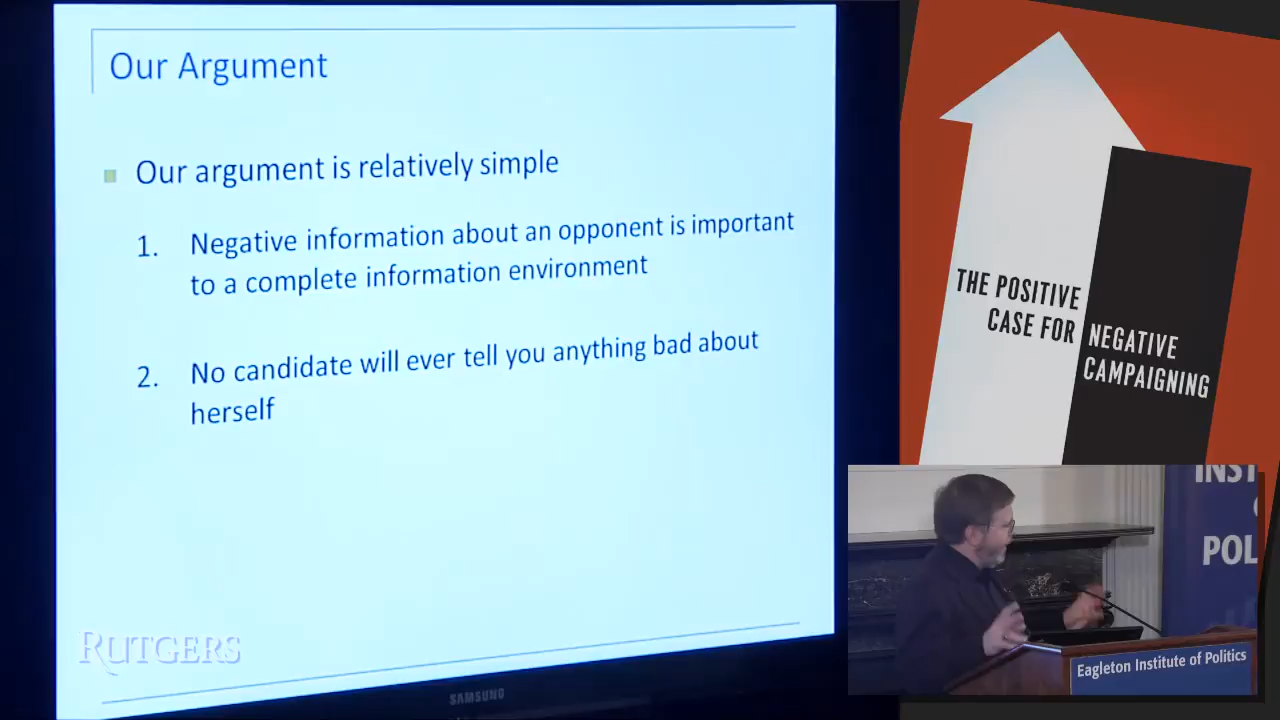 Our Argument
Our argument is relatively simple
1. Negative information about an opponent is important
to a complete information environment
2. No candidate will ever tell you anything bad about
herself
RUTGERS
SAMSUNG
THE POSITIVE
CASE FOR
NEGATIVE
CAMPAIGNING
POL
Eagleton Institute of Politics